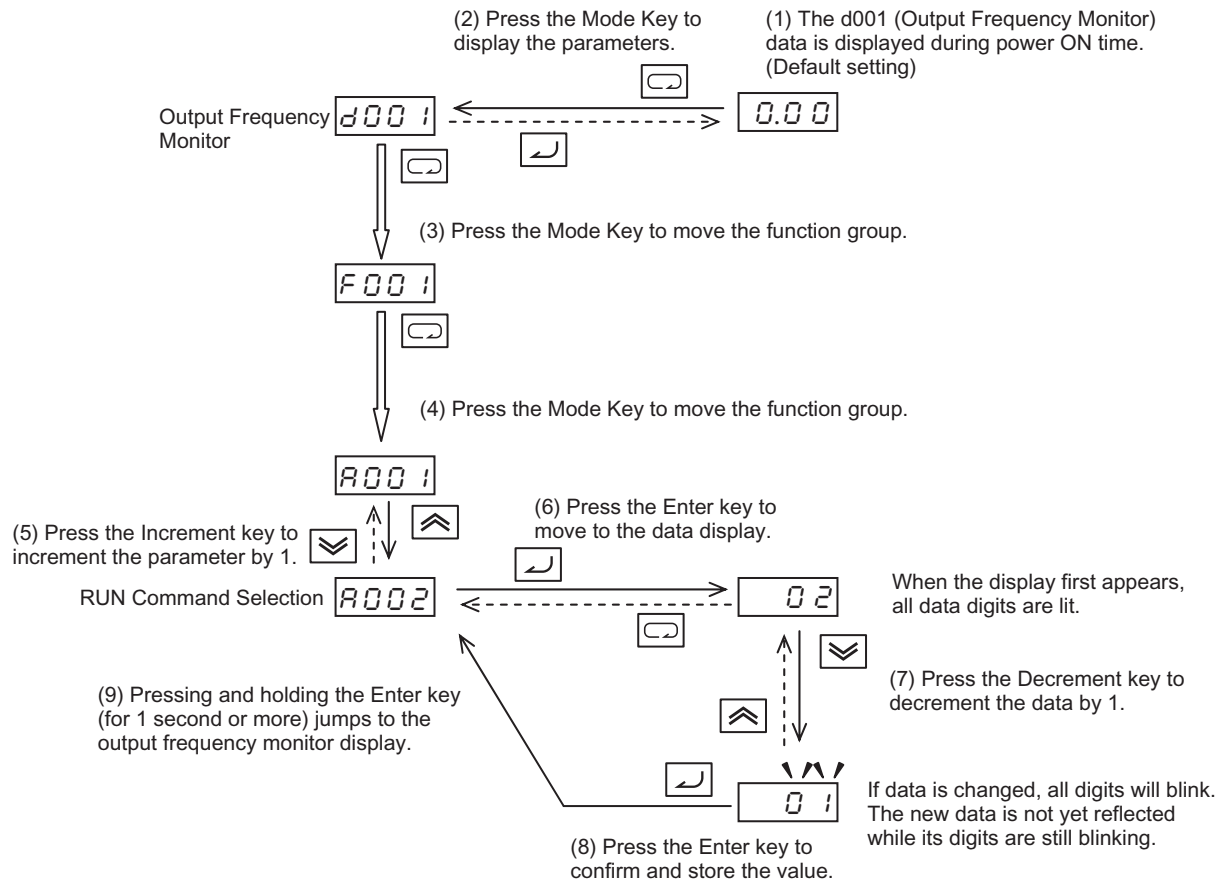 (2) Press the Mode Key to
display the parameters.
(1) The d001 (Output Frequency Monitor)
data is displayed during power ON time.
(Default setting)
Output Frequency
Monitor
d001
0.00
(3) Press the Mode Key to move the function group.
F001
(4) Press the Mode Key to move the function group.
A001
(5) Press the Increment key to
increment the parameter by 1.
(6) Press the Enter key to
move to the data display.
RUN Command Selection
A002
02
When the display first appears,
all data digits are lit.
(7) Press the Decrement key to
decrement the data by 1.
(9) Pressing and holding the Enter key
(for 1 second or more) jumps to the
output frequency monitor display.
01
If data is changed, all digits will blink.
The new data is not yet reflected
while its digits are still blinking.
(8) Press the Enter key to
confirm and store the value.